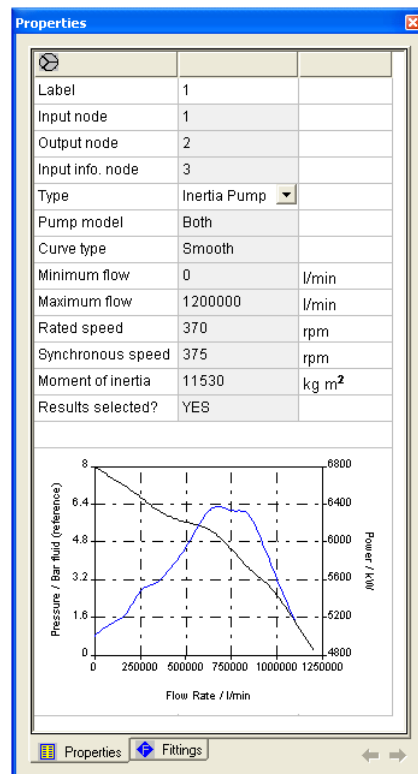 Properties
Label 1
Input node 1
Output node 2
Input info. node 3
Type Inertia Pump
Pump model Both
Curve type Smooth
Minimum flow 0 l/min
Maximum flow 1200000 l/min
Rated speed 370 rpm
Synchronous speed 375 rpm
Moment of inertia 11530 kg m²
Results selected? YES
Pressure / Bar fluid (reference)
8
6.4
4.8
3.2
1.6
0
6800
6400
6000
5600
5200
4800
Power / kW
0 250000 500000 750000 1000000 1250000
Flow Rate / l/min
Properties Fittings